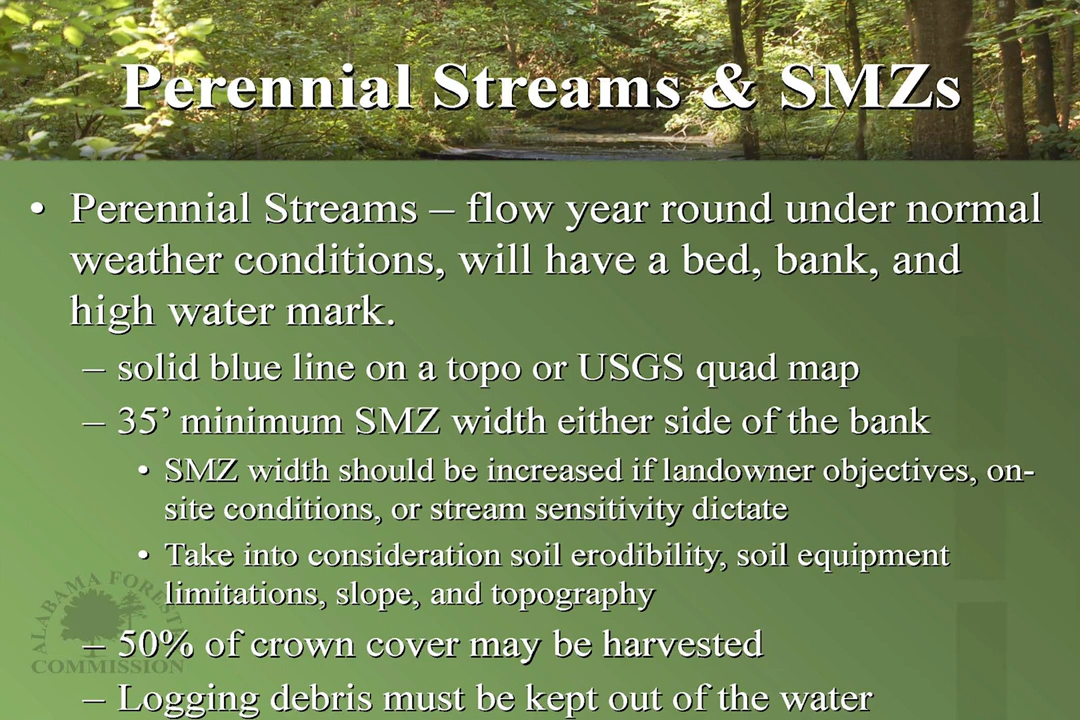 Perennial Streams & SMZs
• Perennial Streams – flow year round under normal
weather conditions, will have a bed, bank, and
high water mark.
– solid blue line on a topo or USGS quad map
– 35’ minimum SMZ width either side of the bank
• SMZ width should be increased if landowner objectives, on-
site conditions, or stream sensitivity dictate
• Take into consideration soil erodibility, soil equipment
limitations, slope, and topography
– 50% of crown cover may be harvested
– Logging debris must be kept out of the water
ALABAMA FORESTRY
COMMISSION